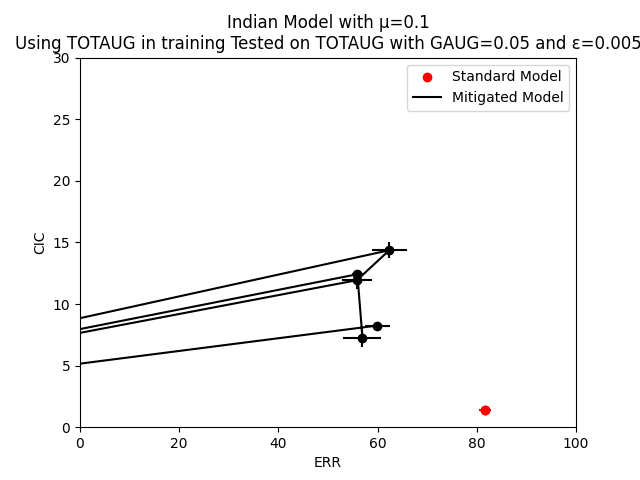 Indian Model with μ=0.1
Using TOTAUG in training Tested on TOTAUG with GAUG=0.05 and ε=0.005
30
25
20
15
10
5
0
CIC
Standard Model
Mitigated Model
0 20 40 60 80 100
ERR